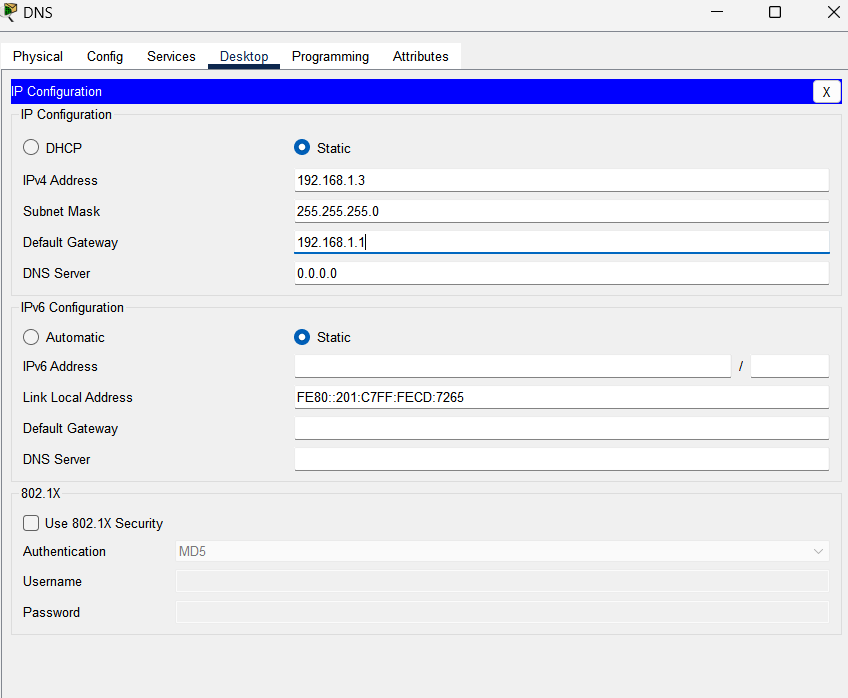 DNS
Physical Config Services Desktop Programming Attributes
IP Configuration
X
IP Configuration
DHCP Static
IPv4 Address 192.168.1.3
Subnet Mask 255.255.255.0
Default Gateway 192.168.1.1
DNS Server 0.0.0.0
IPv6 Configuration
Automatic Static
IPv6 Address /
Link Local Address FE80::201:C7FF:FECD:7265
Default Gateway
DNS Server
802.1X
Use 802.1X Security
Authentication MD5
Username
Password